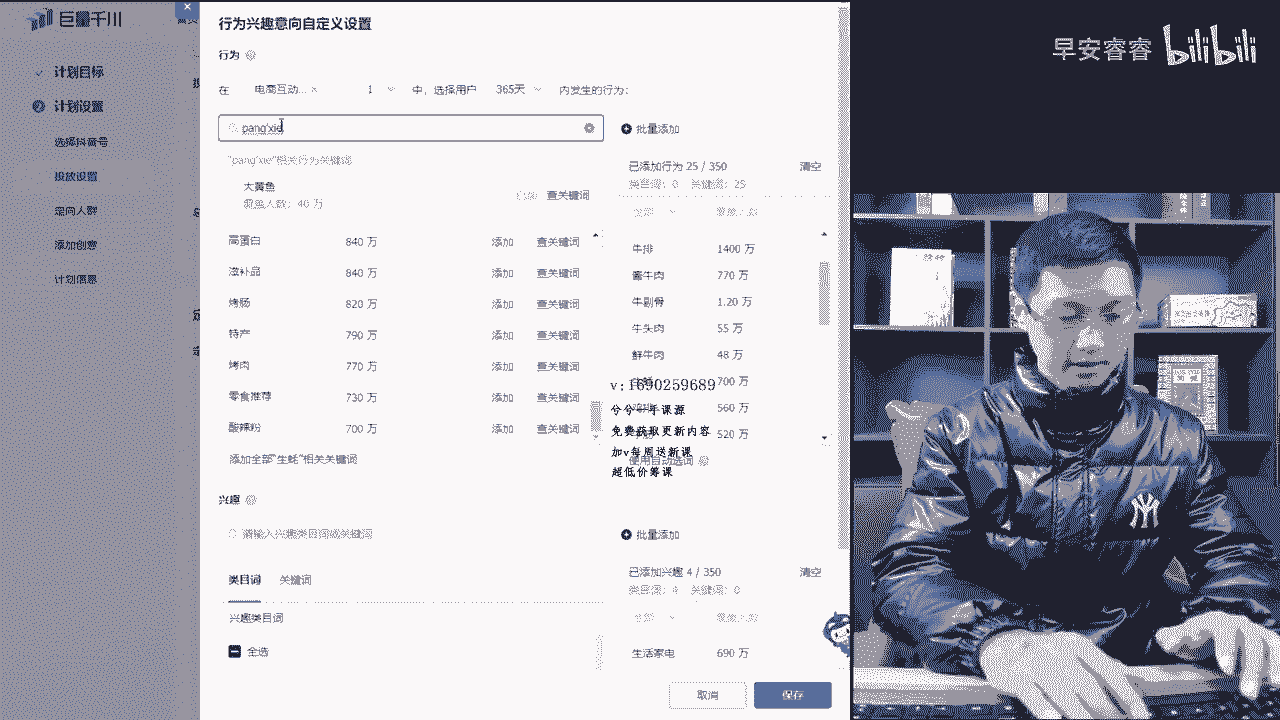 巨量千川
计划目标
计划设置
选择抖音号
投放设置
定向人群
添加创意
计划信息
行为兴趣意向自定义设置
行为
在 电商互动... × 1 中，选择用户 365天 内发生的行为：
pang'xie
批量添加
"pang'xie"相关行为关键词
已添加行为 25 / 350 清空
类目词：0 关键词：25
大黄鱼
覆盖人数：40 万
查关键词
高蛋白 840 万 添加 查关键词
滋补品 840 万 添加 查关键词
烤肠 820 万 添加 查关键词
特产 790 万 添加 查关键词
烤肉 770 万 添加 查关键词
零食推荐 730 万 添加 查关键词
酸辣粉 700 万 添加 查关键词
添加全部"生蚝"相关关键词
牛排 1400 万
酱牛肉 770 万
牛副骨 1.20 万
牛头肉 55 万
鲜牛肉 48 万
700 万
560 万
520 万
使用自动选词
v:1690259689
分分一年课源
免费获取更新内容
加v每周送新课
超低价筹课
兴趣
请输入兴趣类目词或关键词
批量添加
类目词 关键词
已添加兴趣 4 / 350 清空
类目词：4 关键词：0
兴趣类目词
全选
生活家电 690 万
取消 保存
早安睿睿 bilibili
NY